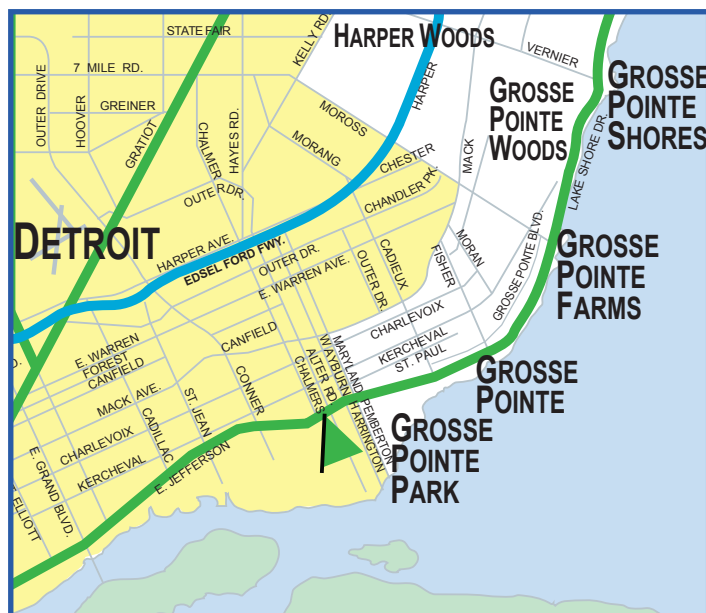 STATE FAIR
KELLY RD.
HARPER WOODS
VERNIER
7 MILE RD.
OUTER DRIVE
HOOVER
GREINER
GRATIOT
CHALMER
HAYES RD.
MOROSS
MORANG
HARPER
MACK
GROSSE
POINTE
WOODS
GROSSE
POINTE
SHORES
LAKE SHORE DR.
CHESTER
CHANDLER PK.
OUTE R.DR.
DETROIT
HARPER AVE.
EDSEL FORD FWY.
OUTER DR.
E. WARREN AVE.
CADIEUX
OUTER DR.
FISHER
MORAN
GROSSE PONTE BLVD.
GROSSE
POINTE
FARMS
D.
E. WARREN
FOREST
CANFIELD
CANFIELD
CHARLEVOIX
KERCHEVAL
ST. PAUL
MACK AVE.
CHARLEVOIX
KERCHEVAL
CADILLAC
ST. JEAN
CONNER
CHALMERS
ALTER RD.
WAYBURN HARRINGTON
MARYLAND PEMBERTON
GROSSE
POINTE
GROSSE
POINTE
PARK
E. JEFFERSON
E. GRAND BLVD.
ELLIOTT